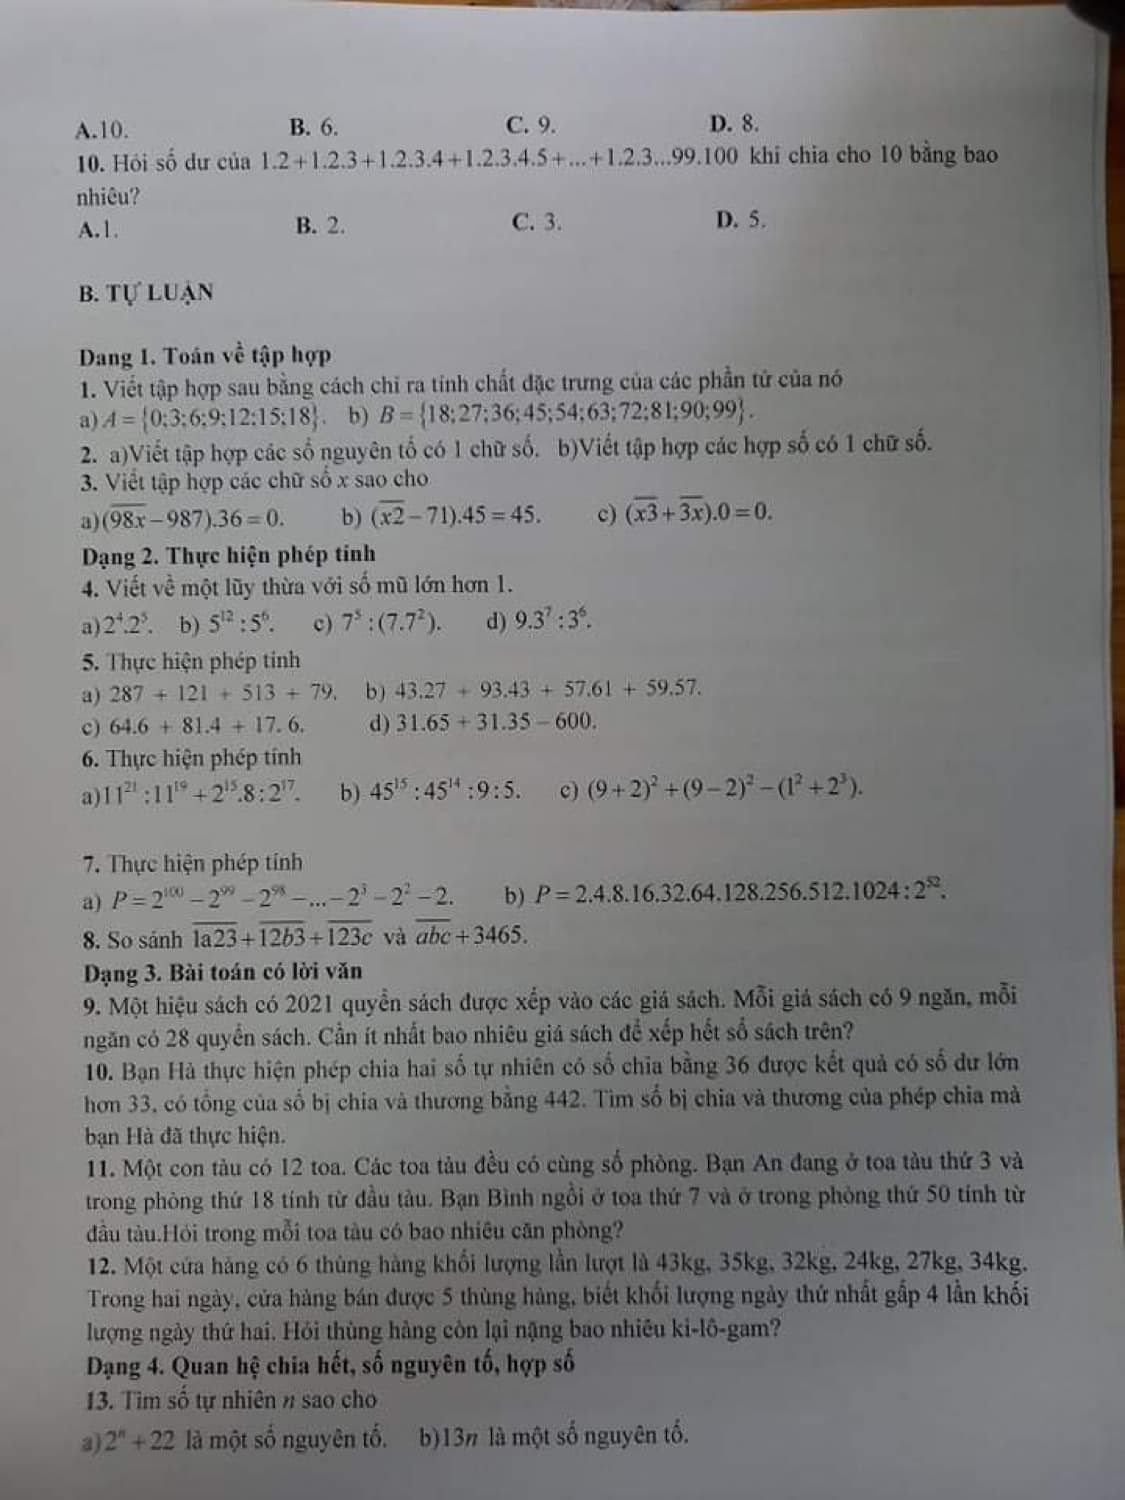 A.10. B. 6. C. 9. D. 8.
10. Hỏi số dư của 1.2+1.2.3+1.2.3.4+1.2.3.4.5+...+1.2.3...99.100 khi chia cho 10 bằng bao
nhiêu?
A.1. B. 2. C. 3. D. 5.
B. TỰ LUẬN
Dạng 1. Toán về tập hợp
1. Viết tập hợp sau bằng cách chỉ ra tính chất đặc trưng của các phần tử của nó
a) A = {0;3;6;9;12;15;18}. b) B = {18;27;36;45;54;63;72;81;90;99}.
2. a)Viết tập hợp các số nguyên tố có 1 chữ số. b)Viết tập hợp các hợp số có 1 chữ số.
3. Viết tập hợp các chữ số x sao cho
a)(98x̅ – 987).36 = 0. b) (x̅2̅ – 71).45 = 45. c) (x̅3̅ + 3̅x̅).0 = 0.
Dạng 2. Thực hiện phép tính
4. Viết về một lũy thừa với số mũ lớn hơn 1.
a) 2⁴.2⁵. b) 5¹² : 5⁶. c) 7⁵ : (7.7²). d) 9.3⁷ : 3⁶.
5. Thực hiện phép tính
a) 287 + 121 + 513 + 79. b) 43.27 + 93.43 + 57.61 + 59.57.
c) 64.6 + 81.4 + 17. 6. d) 31.65 + 31.35 – 600.
6. Thực hiện phép tính
a)11²¹ : 11¹⁹ + 2¹⁵.8 : 2¹⁷. b) 45¹⁵ : 45¹⁴ : 9 : 5. c) (9 + 2)² + (9 – 2)² – (1² + 2³).
7. Thực hiện phép tính
a) P = 2¹⁰⁰ – 2⁹⁹ – 2⁹⁸ – ... – 2³ – 2² – 2. b) P = 2.4.8.16.32.64.128.256.512.1024 : 2⁵².
8. So sánh 1̅a̅2̅3̅ + 1̅2̅b̅3̅ + 1̅2̅3̅c̅ và a̅b̅c̅ + 3465.
Dạng 3. Bài toán có lời văn
9. Một hiệu sách có 2021 quyển sách được xếp vào các giá sách. Mỗi giá sách có 9 ngăn, mỗi
ngăn có 28 quyển sách. Cần ít nhất bao nhiêu giá sách để xếp hết số sách trên?
10. Bạn Hà thực hiện phép chia hai số tự nhiên có số chia bằng 36 được kết quả có số dư lớn
hơn 33, có tổng của số bị chia và thương bằng 442. Tìm số bị chia và thương của phép chia mà
bạn Hà đã thực hiện.
11. Một con tàu có 12 toa. Các toa tàu đều có cùng số phòng. Bạn An đang ở toa tàu thứ 3 và
trong phòng thứ 18 tính từ đầu tàu. Bạn Bình ngồi ở toa thứ 7 và ở trong phòng thứ 50 tính từ
đầu tàu.Hỏi trong mỗi toa tàu có bao nhiêu căn phòng?
12. Một cửa hàng có 6 thùng hàng khối lượng lần lượt là 43kg, 35kg, 32kg, 24kg, 27kg, 34kg.
Trong hai ngày, cửa hàng bán được 5 thùng hàng, biết khối lượng ngày thứ nhất gấp 4 lần khối
lượng ngày thứ hai. Hỏi thùng hàng còn lại nặng bao nhiêu ki-lô-gam?
Dạng 4. Quan hệ chia hết, số nguyên tố, hợp số
13. Tìm số tự nhiên n sao cho
a)2ⁿ + 22 là một số nguyên tố. b)13n là một số nguyên tố.